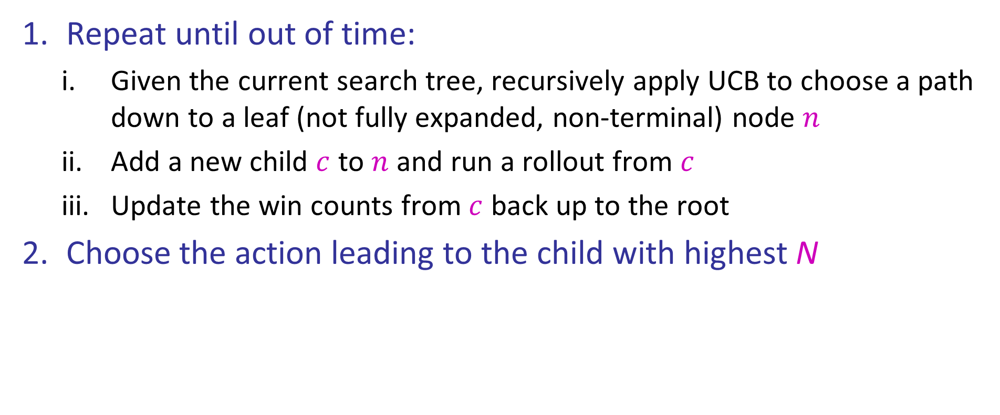 1. Repeat until out of time:
i. Given the current search tree, recursively apply UCB to choose a path
down to a leaf (not fully expanded, non-terminal) node n
ii. Add a new child c to n and run a rollout from c
iii. Update the win counts from c back up to the root
2. Choose the action leading to the child with highest N